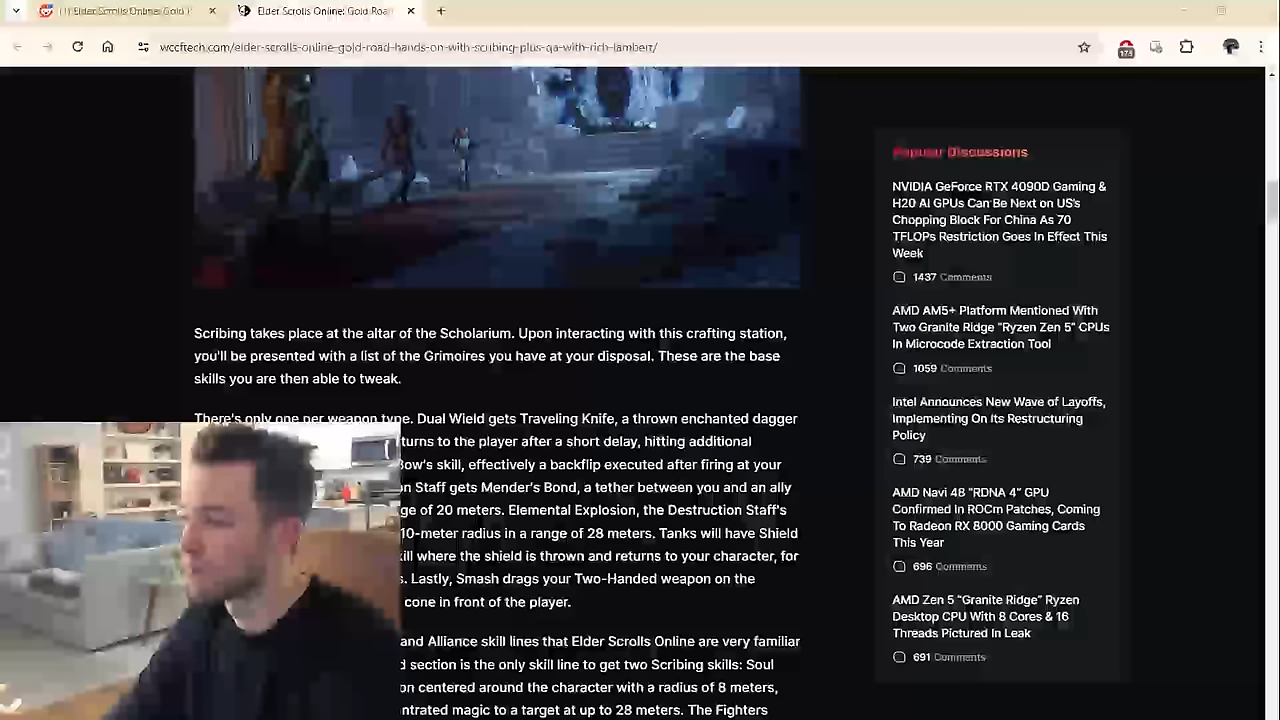 Elder Scrolls Online: Gold
Elder Scrolls Online: Gold Roa
wccftech.com/elder-scrolls-online-gold-road-hands-on-with-scribing-plus-qa-with-rich-lambert/
173
Scribing takes place at the altar of the Scholarium. Upon interacting with this crafting station,
you'll be presented with a list of the Grimoires you have at your disposal. These are the base
skills you are then able to tweak.
There's only one per weapon type. Dual Wield gets Traveling Knife, a thrown enchanted dagger
turns to the player after a short delay, hitting additional
Bow's skill, effectively a backflip executed after firing at your
on Staff gets Mender's Bond, a tether between you and an ally
ge of 20 meters. Elemental Explosion, the Destruction Staff's
10-meter radius in a range of 28 meters. Tanks will have Shield
ill where the shield is thrown and returns to your character, for
s. Lastly, Smash drags your Two-Handed weapon on the
cone in front of the player.
and Alliance skill lines that Elder Scrolls Online are very familiar
d section is the only skill line to get two Scribing skills: Soul
on centered around the character with a radius of 8 meters,
ntrated magic to a target at up to 28 meters. The Fighters
Popular Discussions
NVIDIA GeForce RTX 4090D Gaming &
H20 AI GPUs Can Be Next on US's
Chopping Block For China As 70
TFLOPs Restriction Goes In Effect This
Week
1437 Comments
AMD AM5+ Platform Mentioned With
Two Granite Ridge "Ryzen Zen 5" CPUs
In Microcode Extraction Tool
1059 Comments
Intel Announces New Wave of Layoffs,
Implementing On Its Restructuring
Policy
739 Comments
AMD Navi 48 "RDNA 4" GPU
Confirmed In ROCm Patches, Coming
To Radeon RX 8000 Gaming Cards
This Year
696 Comments
AMD Zen 5 "Granite Ridge" Ryzen
Desktop CPU With 8 Cores & 16
Threads Pictured In Leak
691 Comments